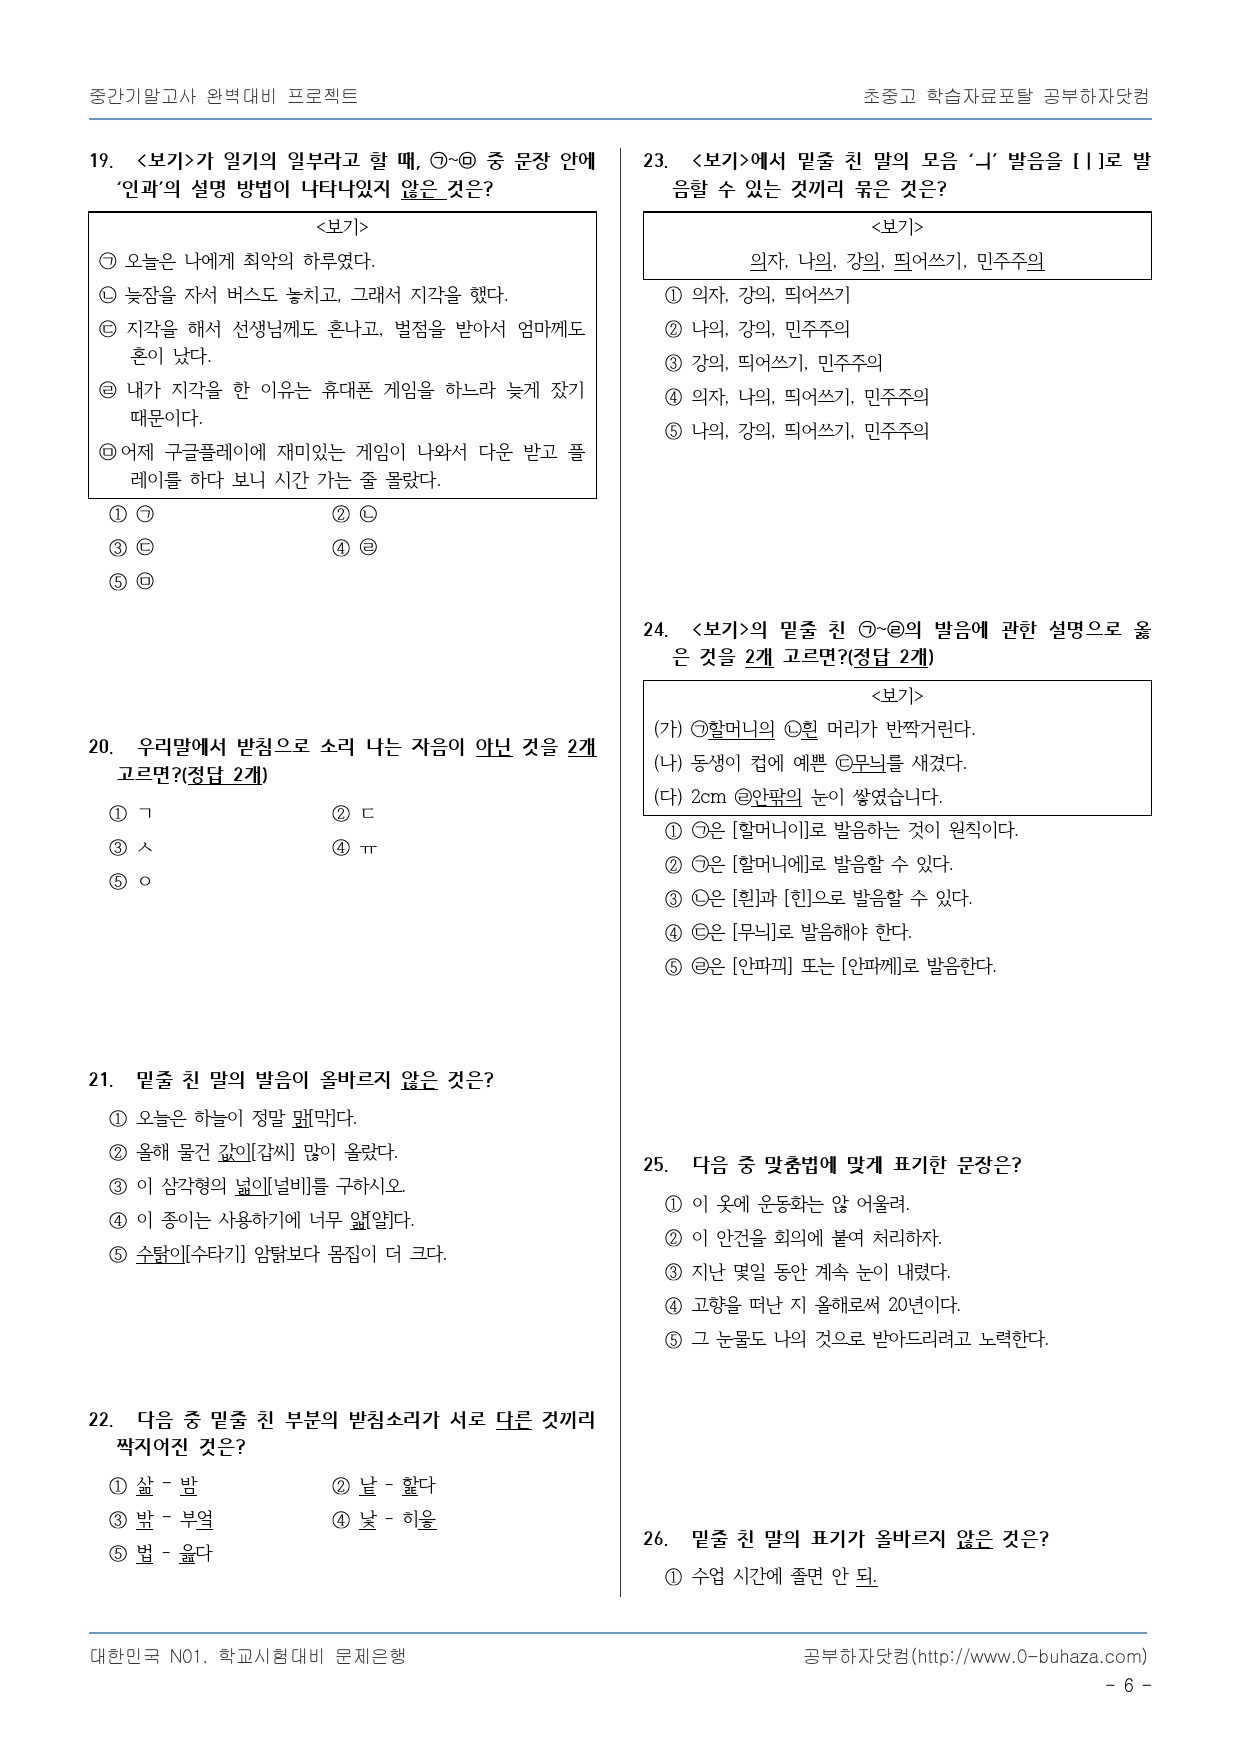 중간기말고사 완벽대비 프로젝트
초중고 학습자료포탈 공부하자닷컴
19. <보기>가 일기의 일부라고 할 때, ㉠~㉤ 중 문장 안에
‘인과’의 설명 방법이 나타나있지 않은 것은?
<보기>
㉠ 오늘은 나에게 최악의 하루였다.
㉡ 늦잠을 자서 버스도 놓치고, 그래서 지각을 했다.
㉢ 지각을 해서 선생님께도 혼나고, 벌점을 받아서 엄마께도
혼이 났다.
㉣ 내가 지각을 한 이유는 휴대폰 게임을 하느라 늦게 잤기
때문이다.
㉤어제 구글플레이에 재미있는 게임이 나와서 다운 받고 플
레이를 하다 보니 시간 가는 줄 몰랐다.
① ㉠ ② ㉡
③ ㉢ ④ ㉣
⑤ ㉤
20. 우리말에서 받침으로 소리 나는 자음이 아닌 것을 2개
고르면?(정답 2개)
① ㄱ ② ㄷ
③ ㅅ ④ ㅠ
⑤ ㅇ
21. 밑줄 친 말의 발음이 올바르지 않은 것은?
① 오늘은 하늘이 정말 맑[막]다.
② 올해 물건 값이[갑씨] 많이 올랐다.
③ 이 삼각형의 넓이[널비]를 구하시오.
④ 이 종이는 사용하기에 너무 얇[얄]다.
⑤ 수탉이[수타기] 암탉보다 몸집이 더 크다.
22. 다음 중 밑줄 친 부분의 받침소리가 서로 다른 것끼리
짝지어진 것은?
① 삶 - 밤 ② 낱 - 핥다
③ 밖 - 부엌 ④ 낮 - 히읗
⑤ 법 - 읊다
23. <보기>에서 밑줄 친 말의 모음 ‘ㅢ’ 발음을 [ㅣ]로 발
음할 수 있는 것끼리 묶은 것은?
<보기>
의자, 나의, 강의, 띄어쓰기, 민주주의
① 의자, 강의, 띄어쓰기
② 나의, 강의, 민주주의
③ 강의, 띄어쓰기, 민주주의
④ 의자, 나의, 띄어쓰기, 민주주의
⑤ 나의, 강의, 띄어쓰기, 민주주의
24. <보기>의 밑줄 친 ㉠~㉣의 발음에 관한 설명으로 옳
은 것을 2개 고르면?(정답 2개)
<보기>
(가) ㉠할머니의 ㉡흰 머리가 반짝거린다.
(나) 동생이 컵에 예쁜 ㉢무늬를 새겼다.
(다) 2cm ㉣안팎의 눈이 쌓였습니다.
① ㉠은 [할머니이]로 발음하는 것이 원칙이다.
② ㉠은 [할머니에]로 발음할 수 있다.
③ ㉡은 [흰]과 [힌]으로 발음할 수 있다.
④ ㉢은 [무늬]로 발음해야 한다.
⑤ ㉣은 [안파끠] 또는 [안파께]로 발음한다.
25. 다음 중 맞춤법에 맞게 표기한 문장은?
① 이 옷에 운동화는 않 어울려.
② 이 안건을 회의에 붙여 처리하자.
③ 지난 몇일 동안 계속 눈이 내렸다.
④ 고향을 떠난 지 올해로써 20년이다.
⑤ 그 눈물도 나의 것으로 받아드리려고 노력한다.
26. 밑줄 친 말의 표기가 올바르지 않은 것은?
① 수업 시간에 졸면 안 되.
대한민국 N01. 학교시험대비 문제은행
공부하자닷컴(http://www.0-buhaza.com)
- 6 -